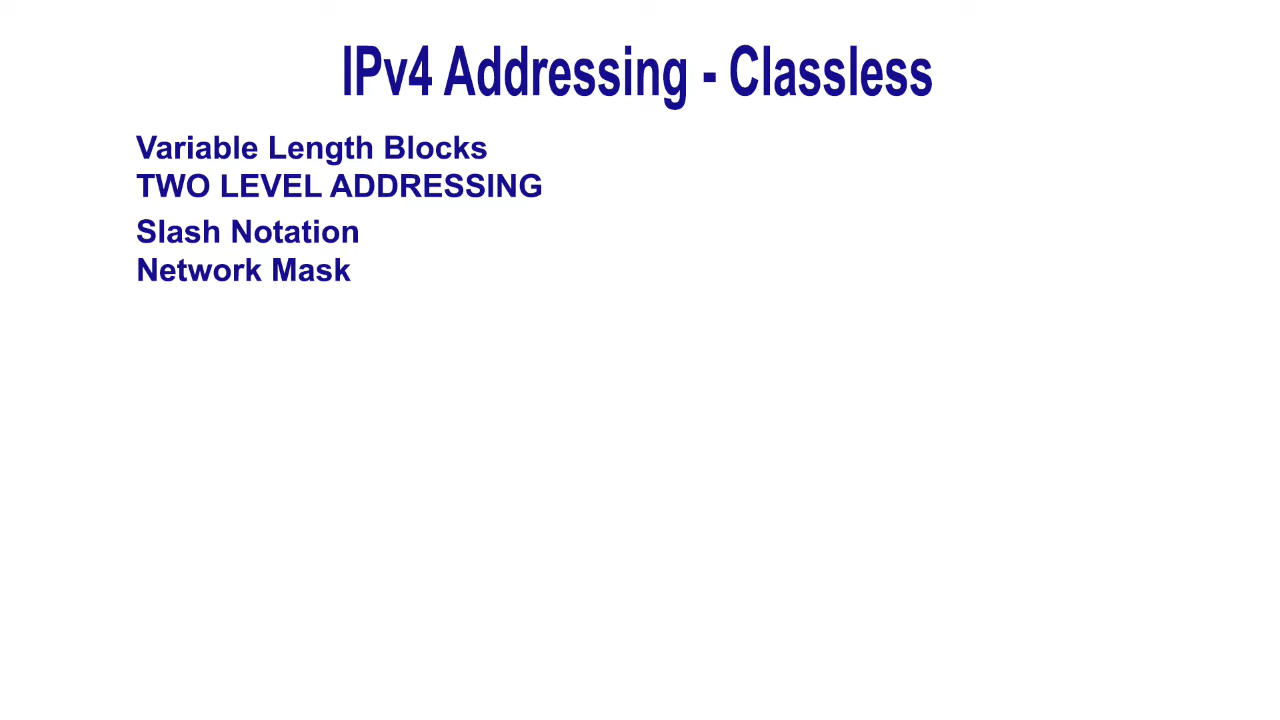 IPv4 Addressing - Classless
Variable Length Blocks
TWO LEVEL ADDRESSING
Slash Notation
Network Mask